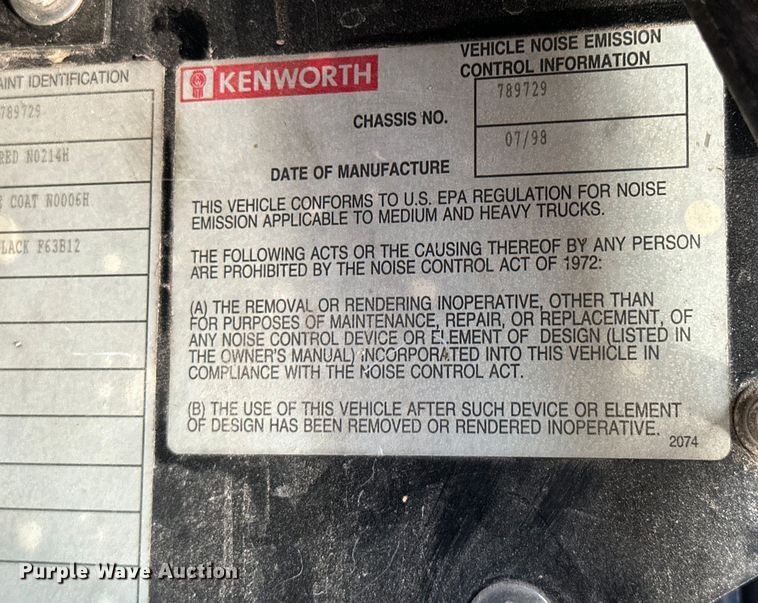 AINT IDENTIFICATION
789729
RED N0214H
COAT N0006H
LACK F63B12
KENWORTH
VEHICLE NOISE EMISSION
CONTROL INFORMATION
CHASSIS NO.
789729
DATE OF MANUFACTURE
07/98
THIS VEHICLE CONFORMS TO U.S. EPA REGULATION FOR NOISE
EMISSION APPLICABLE TO MEDIUM AND HEAVY TRUCKS.
THE FOLLOWING ACTS OR THE CAUSING THEREOF BY ANY PERSON
ARE PROHIBITED BY THE NOISE CONTROL ACT OF 1972:
(A) THE REMOVAL OR RENDERING INOPERATIVE, OTHER THAN
FOR PURPOSES OF MAINTENANCE, REPAIR, OR REPLACEMENT, OF
ANY NOISE CONTROL DEVICE OR ELEMENT OF DESIGN (LISTED IN
THE OWNER'S MANUAL) INCORPORATED INTO THIS VEHICLE IN
COMPLIANCE WITH THE NOISE CONTROL ACT.
(B) THE USE OF THIS VEHICLE AFTER SUCH DEVICE OR ELEMENT
OF DESIGN HAS BEEN REMOVED OR RENDERED INOPERATIVE.
2074
Purple Wave Auction